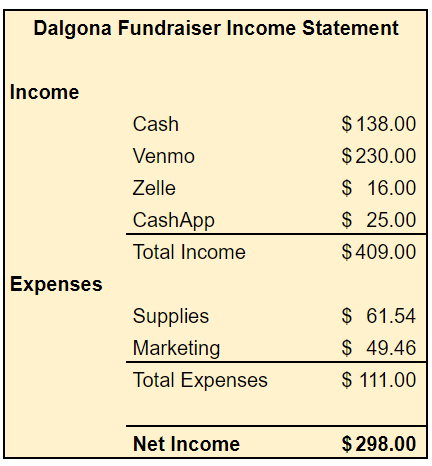 Dalgona Fundraiser Income Statement
Income
Cash $ 138.00
Venmo $ 230.00
Zelle $ 16.00
CashApp $ 25.00
Total Income $ 409.00
Expenses
Supplies $ 61.54
Marketing $ 49.46
Total Expenses $ 111.00
Net Income $ 298.00